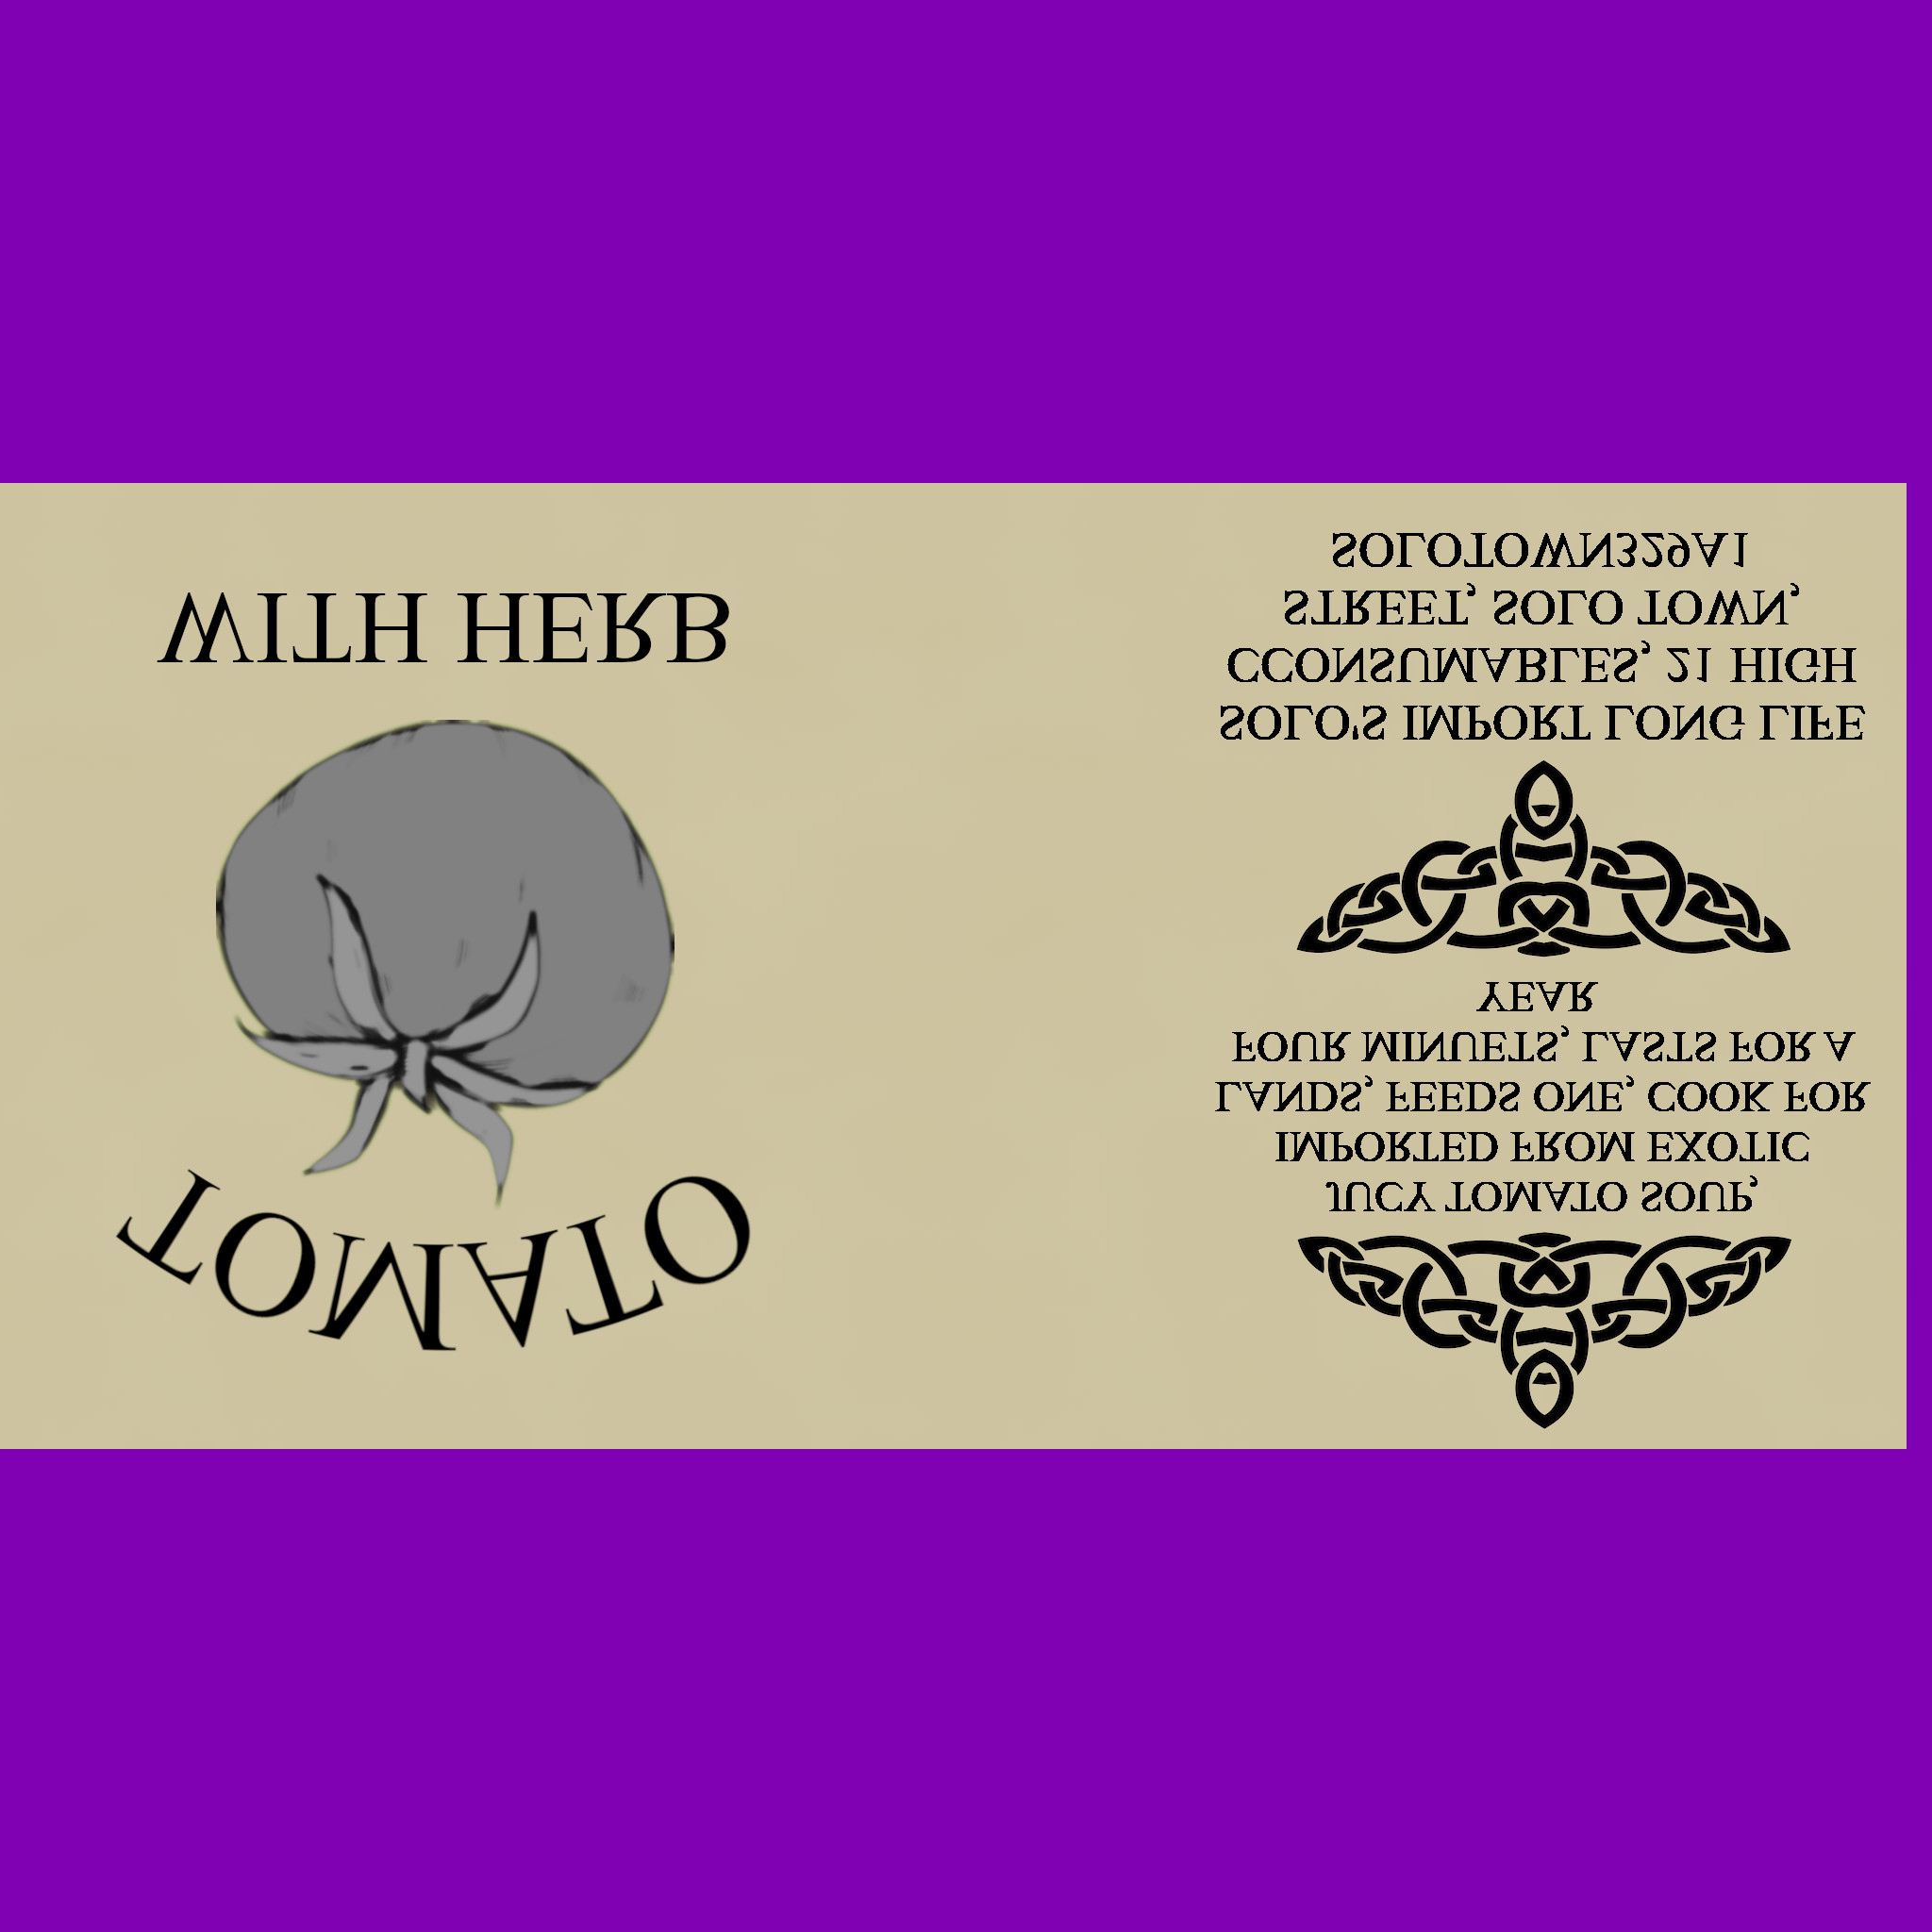 TOMATO
WITH HERB
JUCY TOMATO SOUP,
IMPORTED FROM EXOTIC
LANDS, FEEDS ONE, COOK FOR
FOUR MINUETS, LASTS FOR A
YEAR
SOLO'S IMPORT LONG LIFE
CCONSUMABLES, 21 HIGH
STREET, SOLO TOWN,
SOLOTOWN329A1